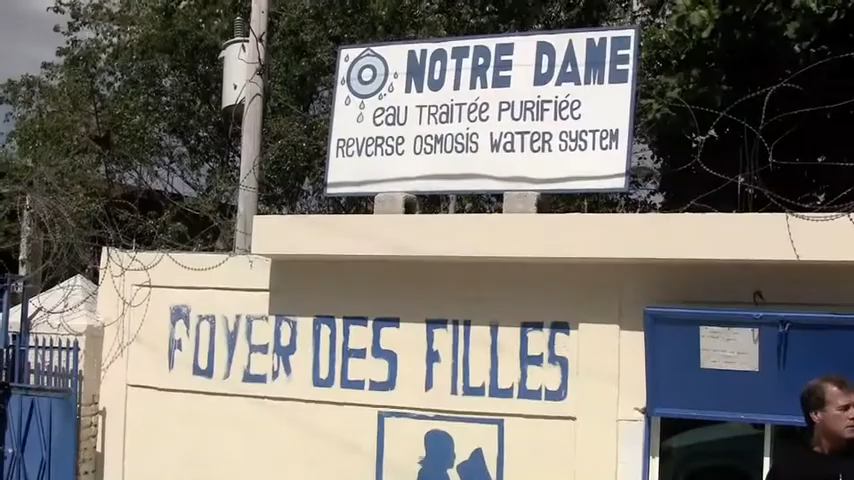 NOTRE DAME
eau TRAITÉE PURIFIÉE
REVERSE OSMOSIS WATER SYSTEM
FOYER DES FILLES